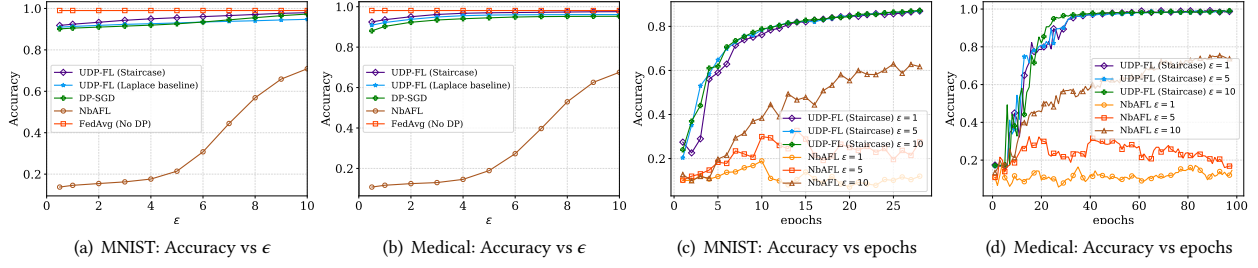 1.0
0.8
0.6
0.4
0.2
Accuracy
UDP-FL (Staircase)
UDP-FL (Laplace baseline)
DP-SGD
NbAFL
FedAvg (No DP)
0 2 4 6 8 10
ε
(a) MNIST: Accuracy vs ϵ
1.0
0.8
0.6
0.4
0.2
Accuracy
UDP-FL (Staircase)
UDP-FL (Laplace baseline)
DP-SGD
NbAFL
FedAvg (No DP)
0 2 4 6 8 10
ε
(b) Medical: Accuracy vs ϵ
0.8
0.6
0.4
0.2
Accuracy
UDP-FL (Staircase) ε = 1
UDP-FL (Staircase) ε = 5
UDP-FL (Staircase) ε = 10
NbAFL ε = 1
NbAFL ε = 5
NbAFL ε = 10
0 5 10 15 20 25
epochs
(c) MNIST: Accuracy vs epochs
1.0
0.8
0.6
0.4
0.2
Accuracy
UDP-FL (Staircase) ε = 1
UDP-FL (Staircase) ε = 5
UDP-FL (Staircase) ε = 10
NbAFL ε = 1
NbAFL ε = 5
NbAFL ε = 10
0 20 40 60 80 100
epochs
(d) Medical: Accuracy vs epochs